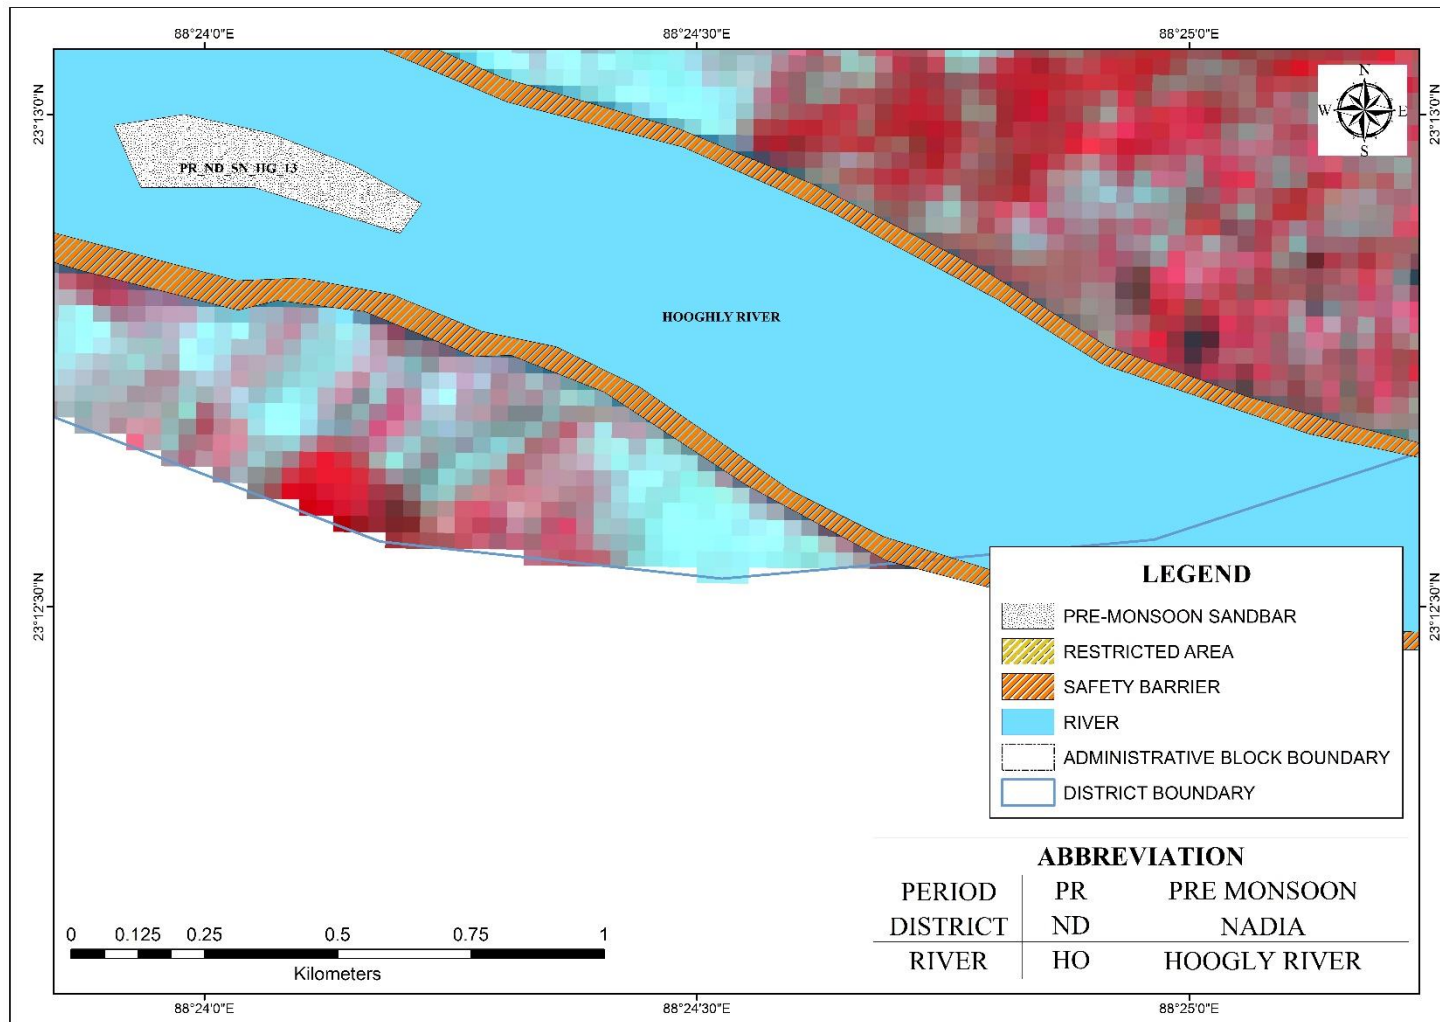 88°24'0"E 88°24'30"E 88°25'0"E
23°13'0"N 23°13'0"N
N
W E
S
PR_ND_SN_HG_13
HOOGHLY RIVER
23°12'30"N 23°12'30"N
LEGEND
PRE-MONSOON SANDBAR
RESTRICTED AREA
SAFETY BARRIER
RIVER
ADMINISTRATIVE BLOCK BOUNDARY
DISTRICT BOUNDARY
ABBREVIATION
PERIOD PR PRE MONSOON
DISTRICT ND NADIA
RIVER HO HOOGLY RIVER
0 0.125 0.25 0.5 0.75 1
Kilometers
88°24'0"E 88°24'30"E 88°25'0"E